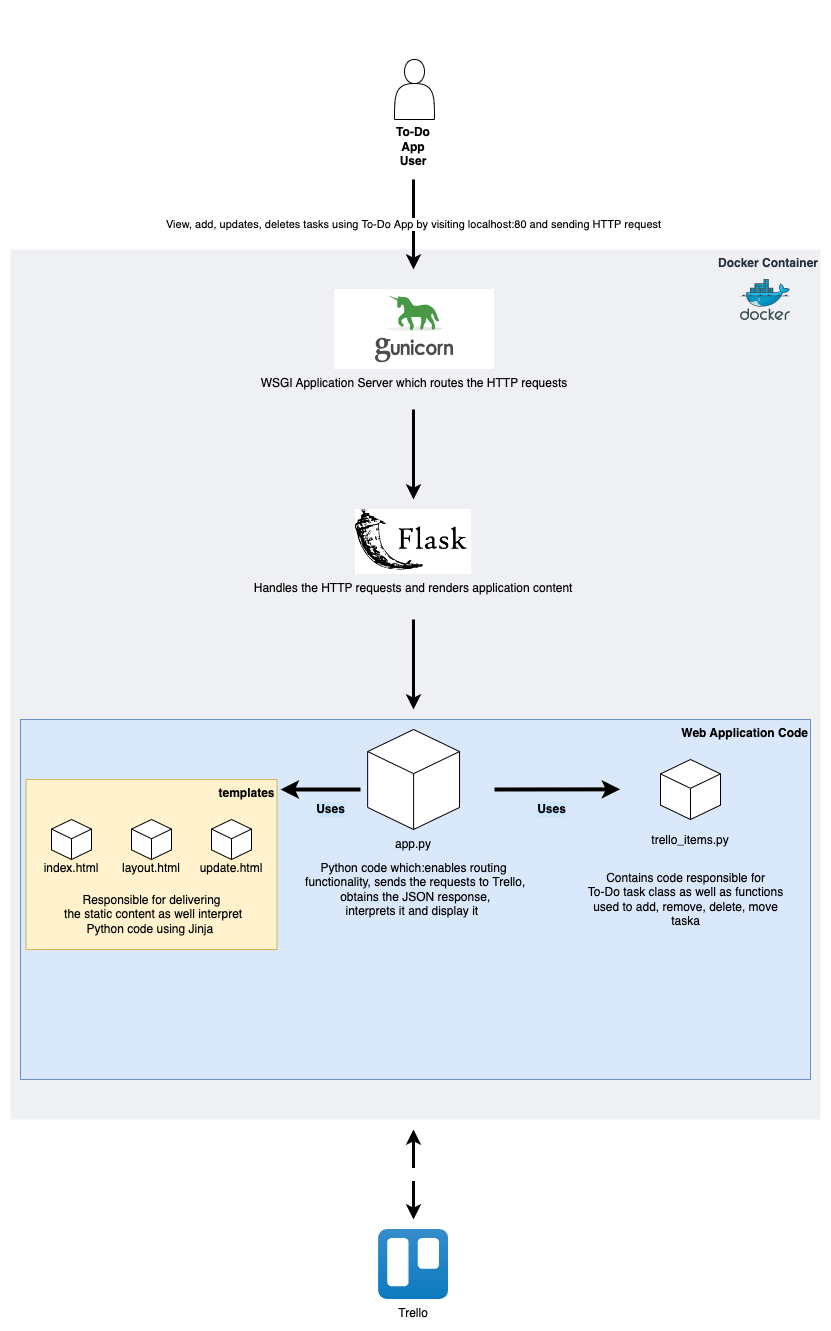 To-Do
App
User
View, add, updates, deletes tasks using To-Do App by visiting localhost:80 and sending HTTP request
Docker Container
docker
gunicorn
WSGI Application Server which routes the HTTP requests
Flask
Handles the HTTP requests and renders application content
Web Application Code
templates
Uses
Uses
index.html
layout.html
update.html
Responsible for delivering
the static content as well interpret
Python code using Jinja
app.py
Python code which:enables routing
functionality, sends the requests to Trello,
obtains the JSON response,
interprets it and display it
trello_items.py
Contains code responsible for
To-Do task class as well as functions
used to add, remove, delete, move
taska
Trello